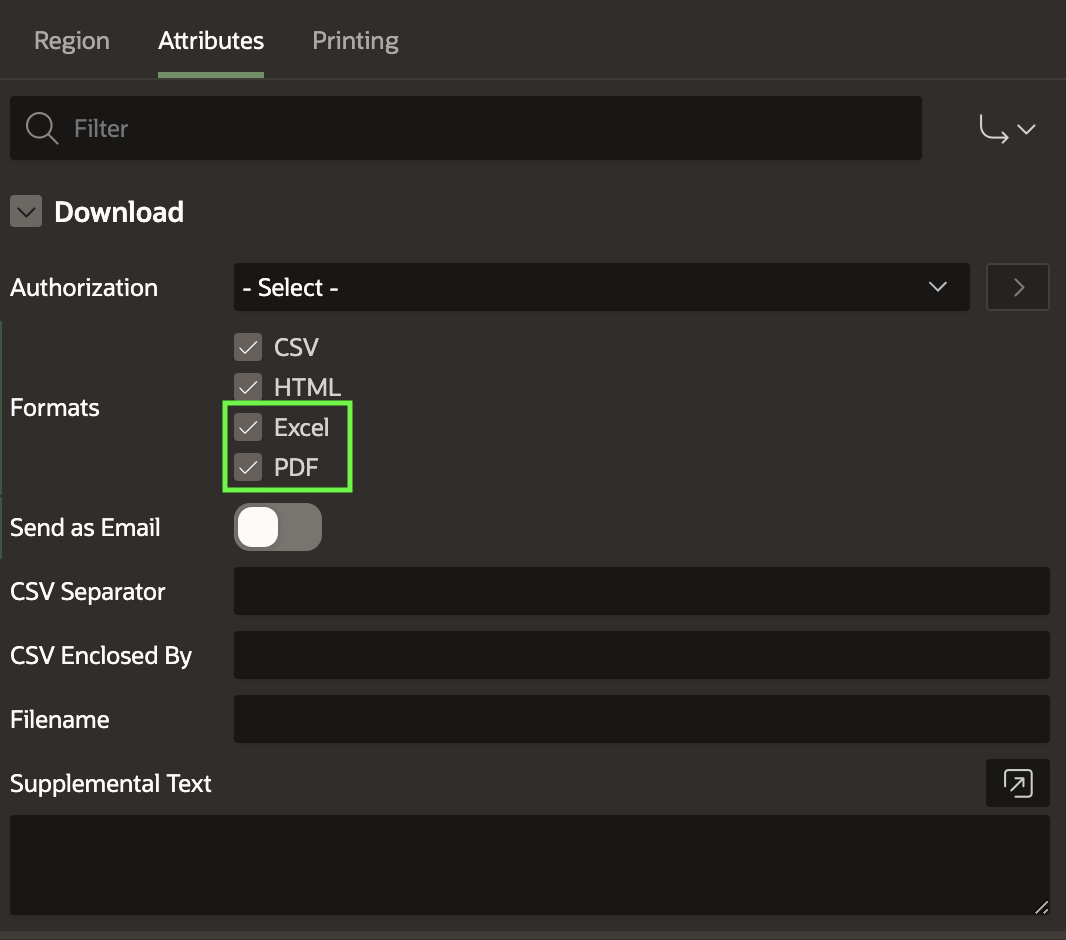 Region Attributes Printing
Filter
Download
Authorization - Select -
Formats
CSV
HTML
Excel
PDF
Send as Email
CSV Separator
CSV Enclosed By
Filename
Supplemental Text